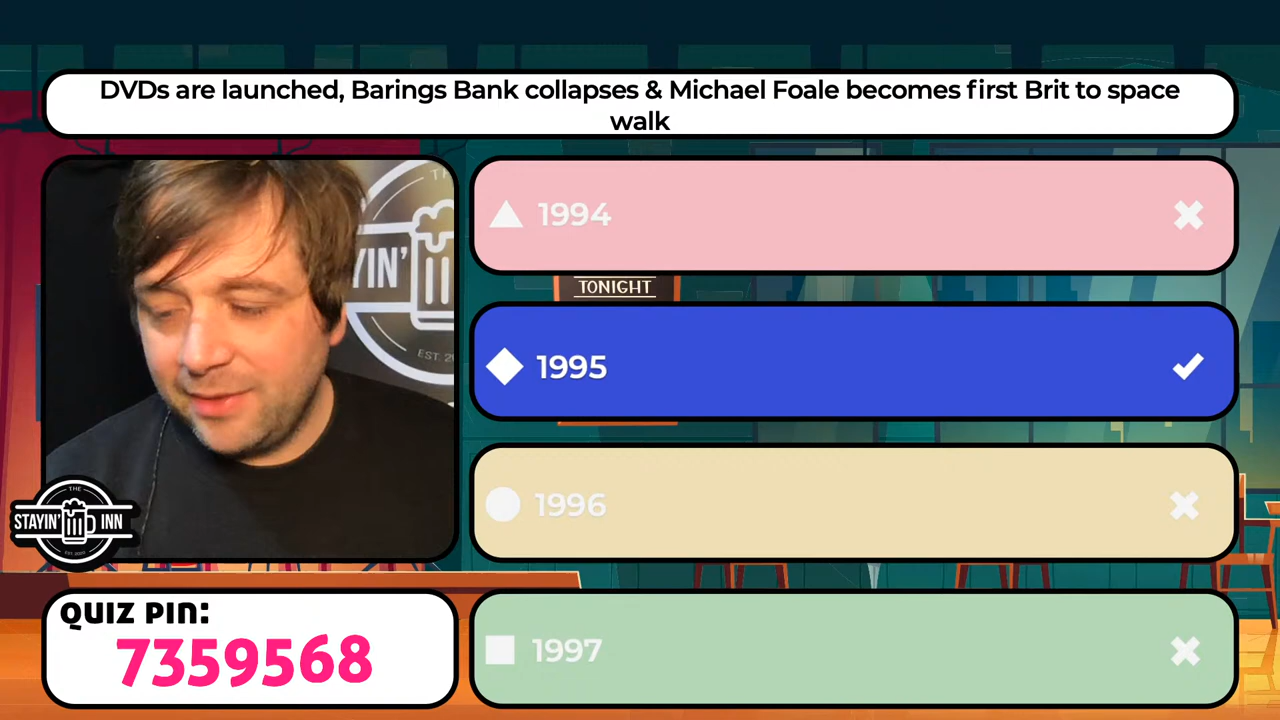 DVDs are launched, Barings Bank collapses & Michael Foale becomes first Brit to space
walk
1994
TONIGHT
1995
1996
1997
THE
STAYIN' INN
QUIZ PIN:
7359568